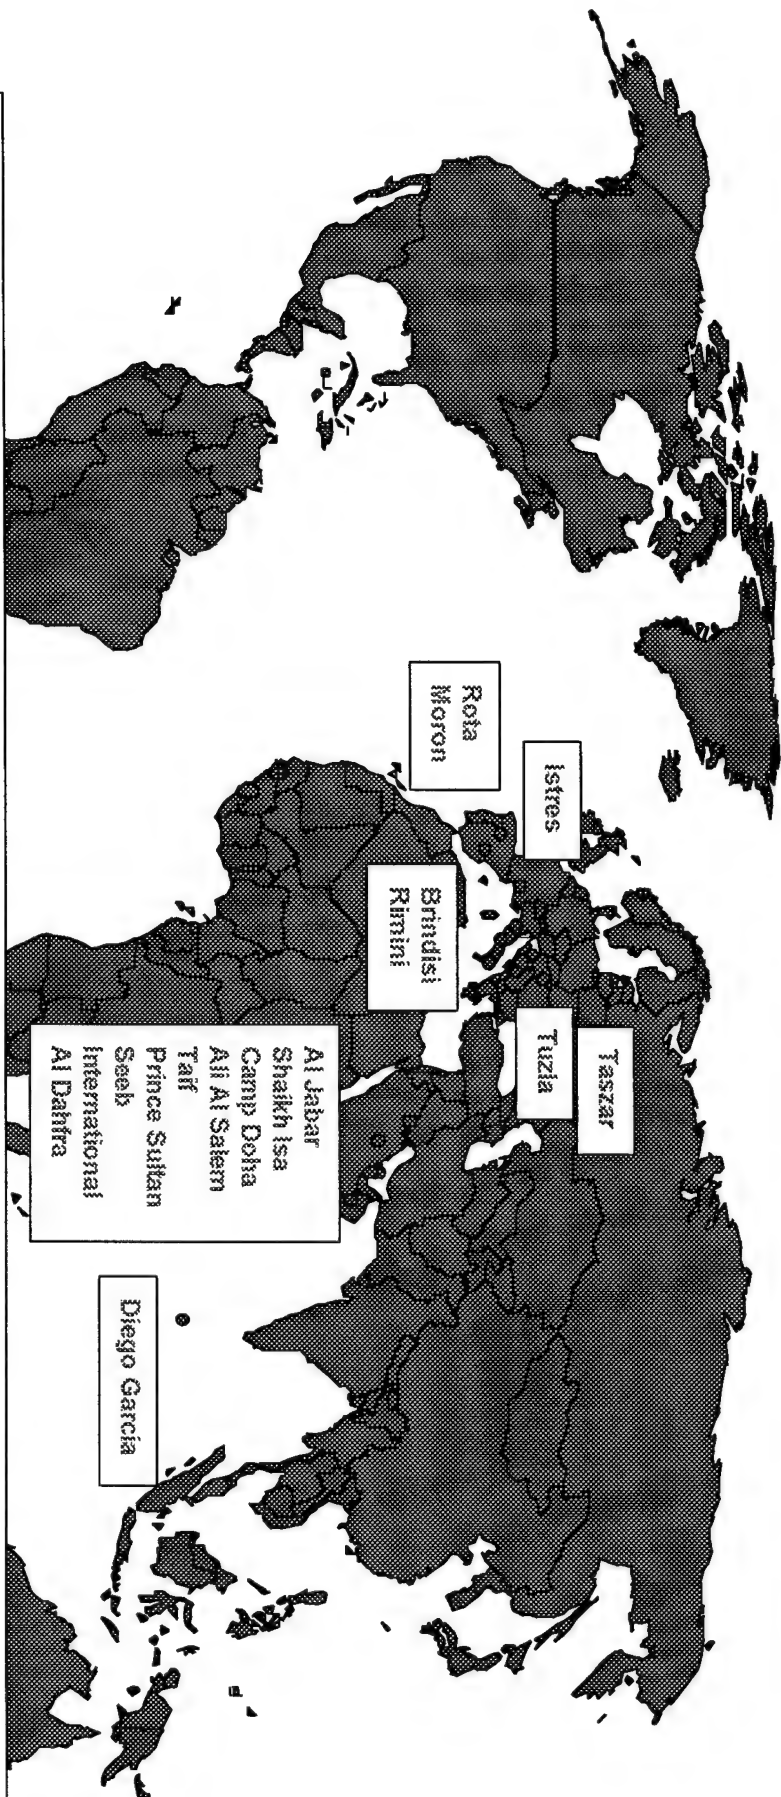 Istres
Rota
Moron
Taszar
Tuzla
Brindisi
Rimini
Al Jabar
Shaikh Isa
Camp Doha
Ali Al Salem
Taif
Prince Sultan
Seeb
International
Al Dahfra
Diego Garcia